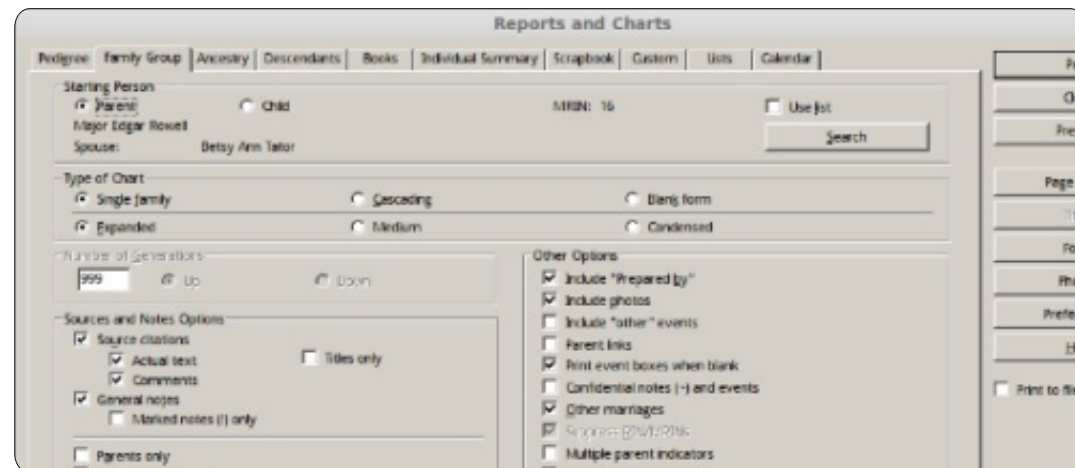 Reports and Charts
Pedigree Family Group Ancestry Descendants Books Individual Summary Scrapbook Custom Lists Calendar
Starting Person
Parent Child MRIN: 16 Use list
Major Edgar Rowell
Spouse: Betsy Ann Tator
Search
Type of Chart
Single family Cascading Blank form
Expanded Medium Condensed
Number of Generations
999 Up Down
Sources and Notes Options
Source citations
Actual text Titles only
Comments
General notes
Marked notes (!) only
Parents only
Other Options
Include "Prepared by"
Include photos
Include "other" events
Parent links
Print event boxes when blank
Confidential notes (~) and events
Other marriages
Suppress RIN/MRINs
Multiple parent indicators
Page
Print to